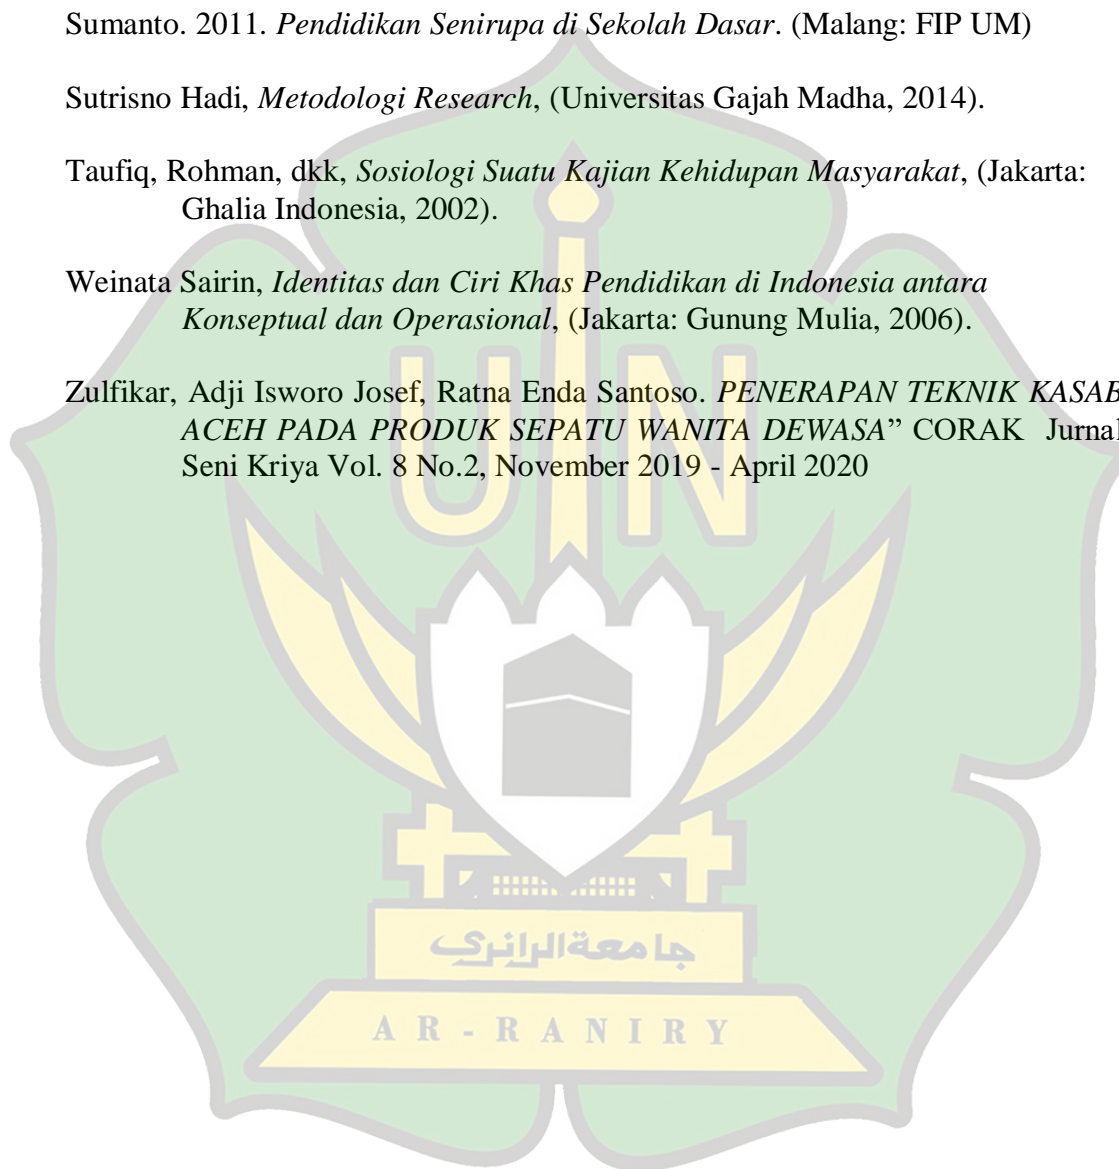 Sumanto. 2011. Pendidikan Senirupa di Sekolah Dasar. (Malang: FIP UM)
Sutrisno Hadi, Metodologi Research, (Universitas Gajah Madha, 2014).
Taufiq, Rohman, dkk, Sosiologi Suatu Kajian Kehidupan Masyarakat, (Jakarta:
Ghalia Indonesia, 2002).
Weinata Sairin, Identitas dan Ciri Khas Pendidikan di Indonesia antara
Konseptual dan Operasional, (Jakarta: Gunung Mulia, 2006).
Zulfikar, Adji Isworo Josef, Ratna Enda Santoso. PENERAPAN TEKNIK KASAB
ACEH PADA PRODUK SEPATU WANITA DEWASA” CORAK Jurnal
Seni Kriya Vol. 8 No.2, November 2019 - April 2020
UIN
جامعة الرانري
AR-RANIRY